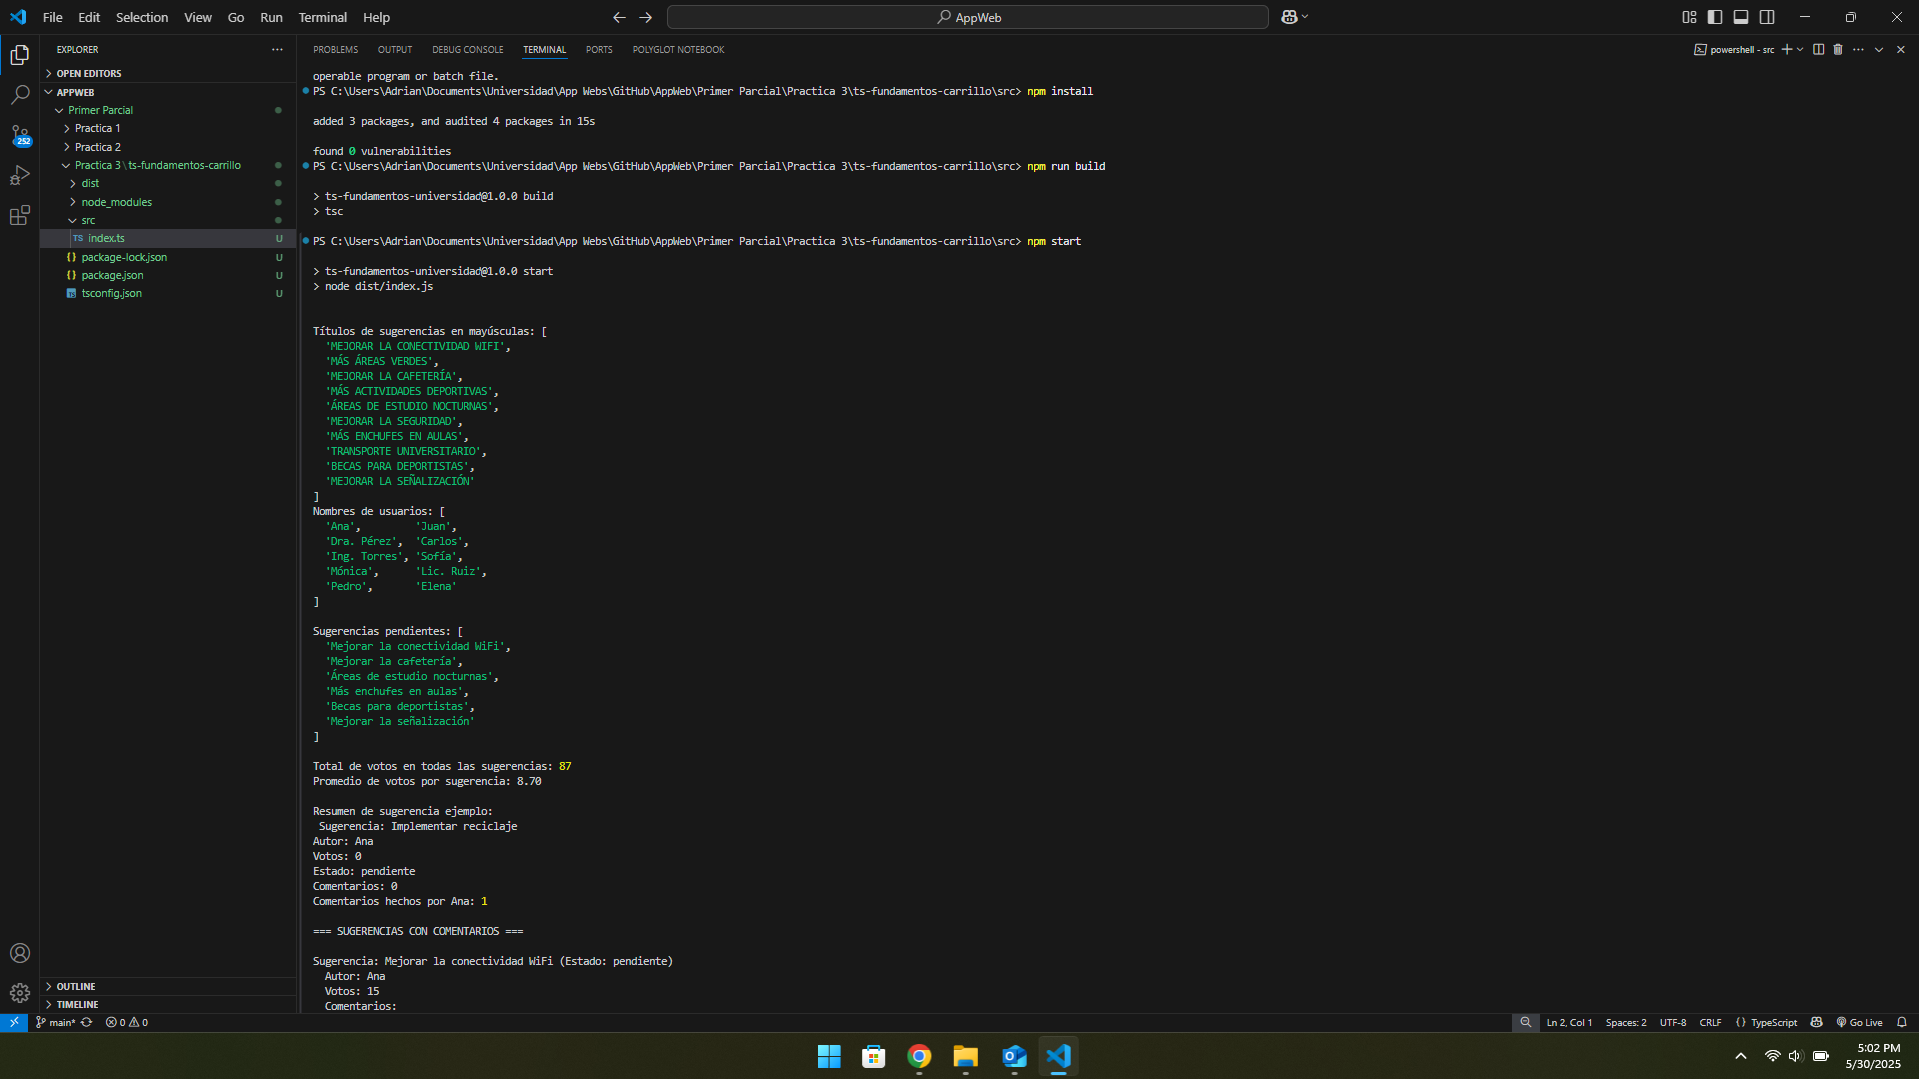 File Edit Selection View Go Run Terminal Help
AppWeb
EXPLORER
OPEN EDITORS
APPWEB
Primer Parcial
Practica 1
Practica 2
Practica 3 \ ts-fundamentos-carrillo
dist
node_modules
src
TS index.ts U
{} package-lock.json U
{} package.json U
tsconfig.json U
OUTLINE
TIMELINE
252
PROBLEMS OUTPUT DEBUG CONSOLE TERMINAL PORTS POLYGLOT NOTEBOOK
powershell - src
operable program or batch file.
PS C:\Users\Adrian\Documents\Universidad\App Webs\GitHub\AppWeb\Primer Parcial\Practica 3\ts-fundamentos-carrillo\src> npm install
added 3 packages, and audited 4 packages in 15s
found 0 vulnerabilities
PS C:\Users\Adrian\Documents\Universidad\App Webs\GitHub\AppWeb\Primer Parcial\Practica 3\ts-fundamentos-carrillo\src> npm run build
> ts-fundamentos-universidad@1.0.0 build
> tsc
PS C:\Users\Adrian\Documents\Universidad\App Webs\GitHub\AppWeb\Primer Parcial\Practica 3\ts-fundamentos-carrillo\src> npm start
> ts-fundamentos-universidad@1.0.0 start
> node dist/index.js
Títulos de sugerencias en mayúsculas: [
'MEJORAR LA CONECTIVIDAD WIFI',
'MÁS ÁREAS VERDES',
'MEJORAR LA CAFETERÍA',
'MÁS ACTIVIDADES DEPORTIVAS',
'ÁREAS DE ESTUDIO NOCTURNAS',
'MEJORAR LA SEGURIDAD',
'MÁS ENCHUFES EN AULAS',
'TRANSPORTE UNIVERSITARIO',
'BECAS PARA DEPORTISTAS',
'MEJORAR LA SEÑALIZACIÓN'
]
Nombres de usuarios: [
'Ana', 'Juan',
'Dra. Pérez', 'Carlos',
'Ing. Torres', 'Sofía',
'Mónica', 'Lic. Ruiz',
'Pedro', 'Elena'
]
Sugerencias pendientes: [
'Mejorar la conectividad WiFi',
'Mejorar la cafetería',
'Áreas de estudio nocturnas',
'Más enchufes en aulas',
'Becas para deportistas',
'Mejorar la señalización'
]
Total de votos en todas las sugerencias: 87
Promedio de votos por sugerencia: 8.70
Resumen de sugerencia ejemplo:
Sugerencia: Implementar reciclaje
Autor: Ana
Votos: 0
Estado: pendiente
Comentarios: 0
Comentarios hechos por Ana: 1
=== SUGERENCIAS CON COMENTARIOS ===
Sugerencia: Mejorar la conectividad WiFi (Estado: pendiente)
Autor: Ana
Votos: 15
Comentarios:
main* 0 0
Ln 2, Col 1 Spaces: 2 UTF-8 CRLF {} TypeScript Go Live
5:02 PM
5/30/2025